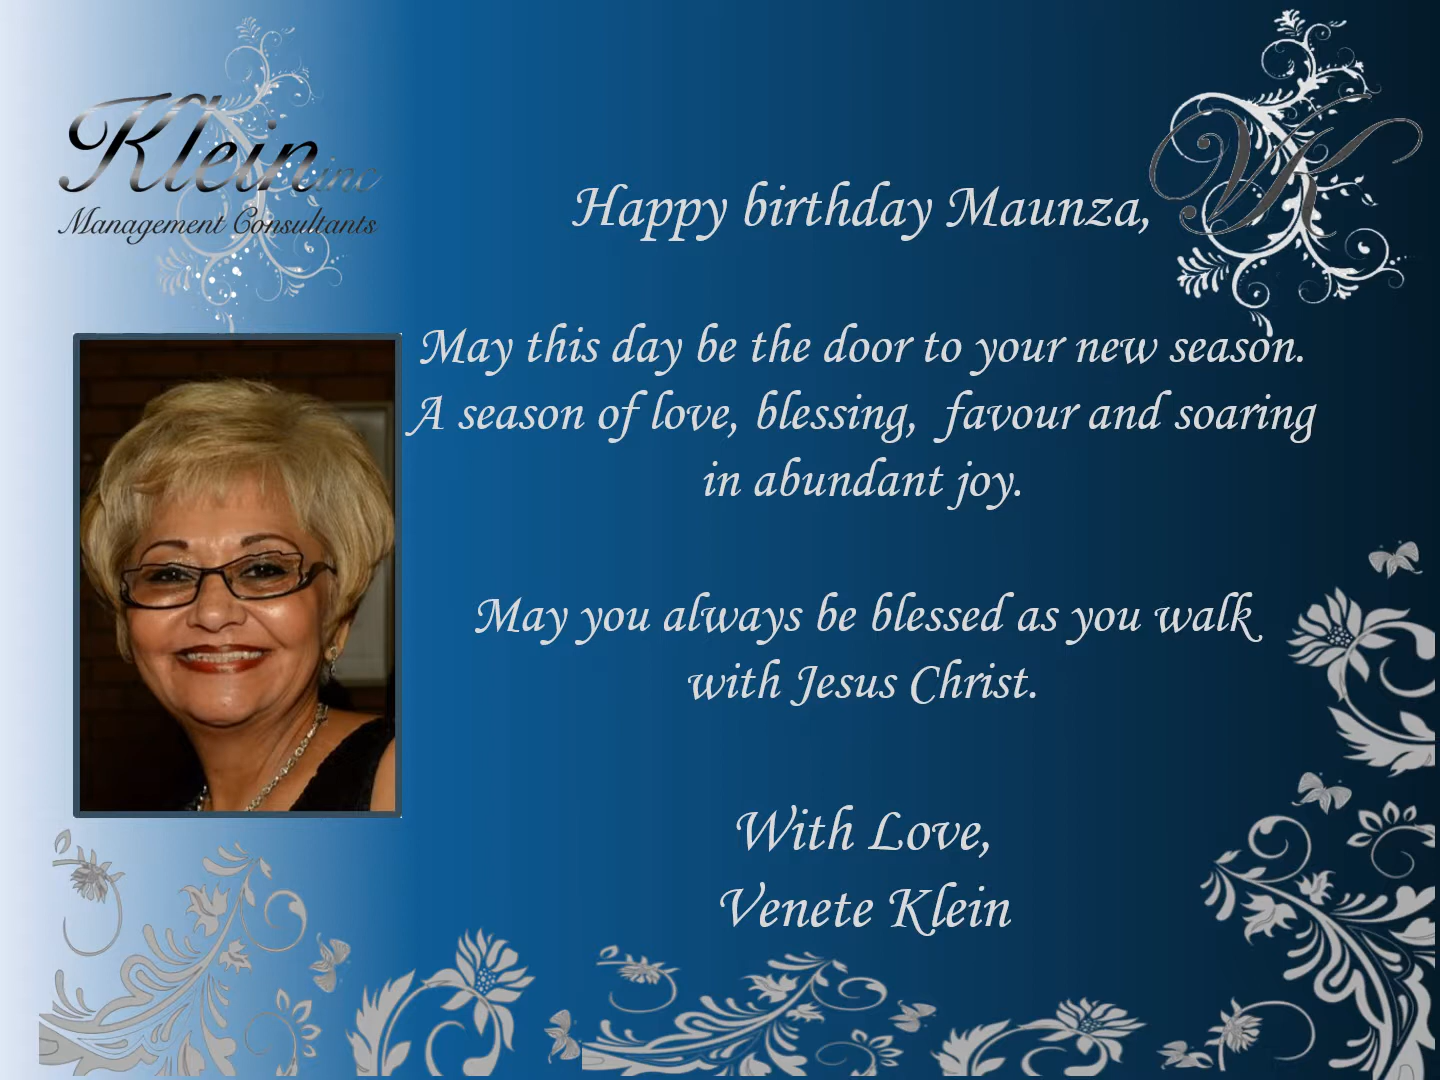 Klein inc
Management Consultants
VK
Happy birthday Maunza,
May this day be the door to your new season.
A season of love, blessing, favour and soaring
in abundant joy.
May you always be blessed as you walk
with Jesus Christ.
With Love,
Venete Klein